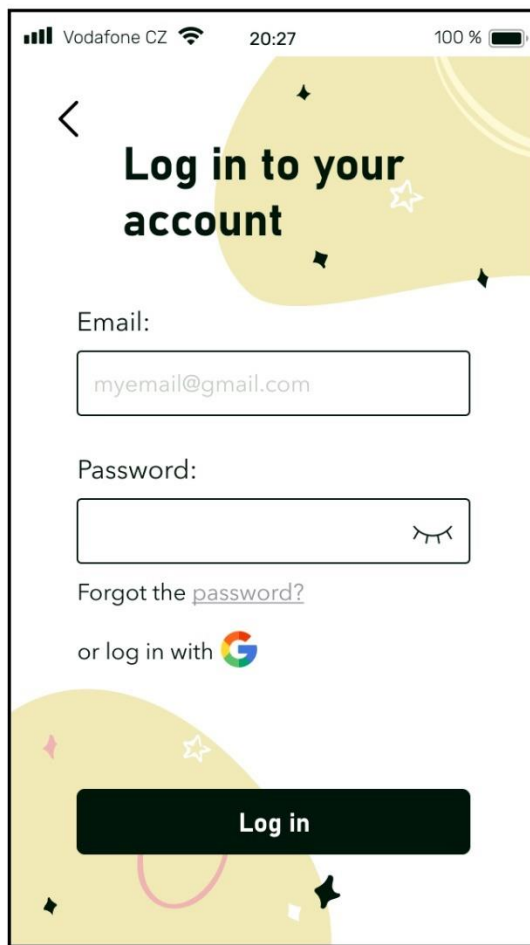 Vodafone CZ 20:27 100 %
Log in to your
account
Email:
myemail@gmail.com
Password:
Forgot the password?
or log in with G
Log in